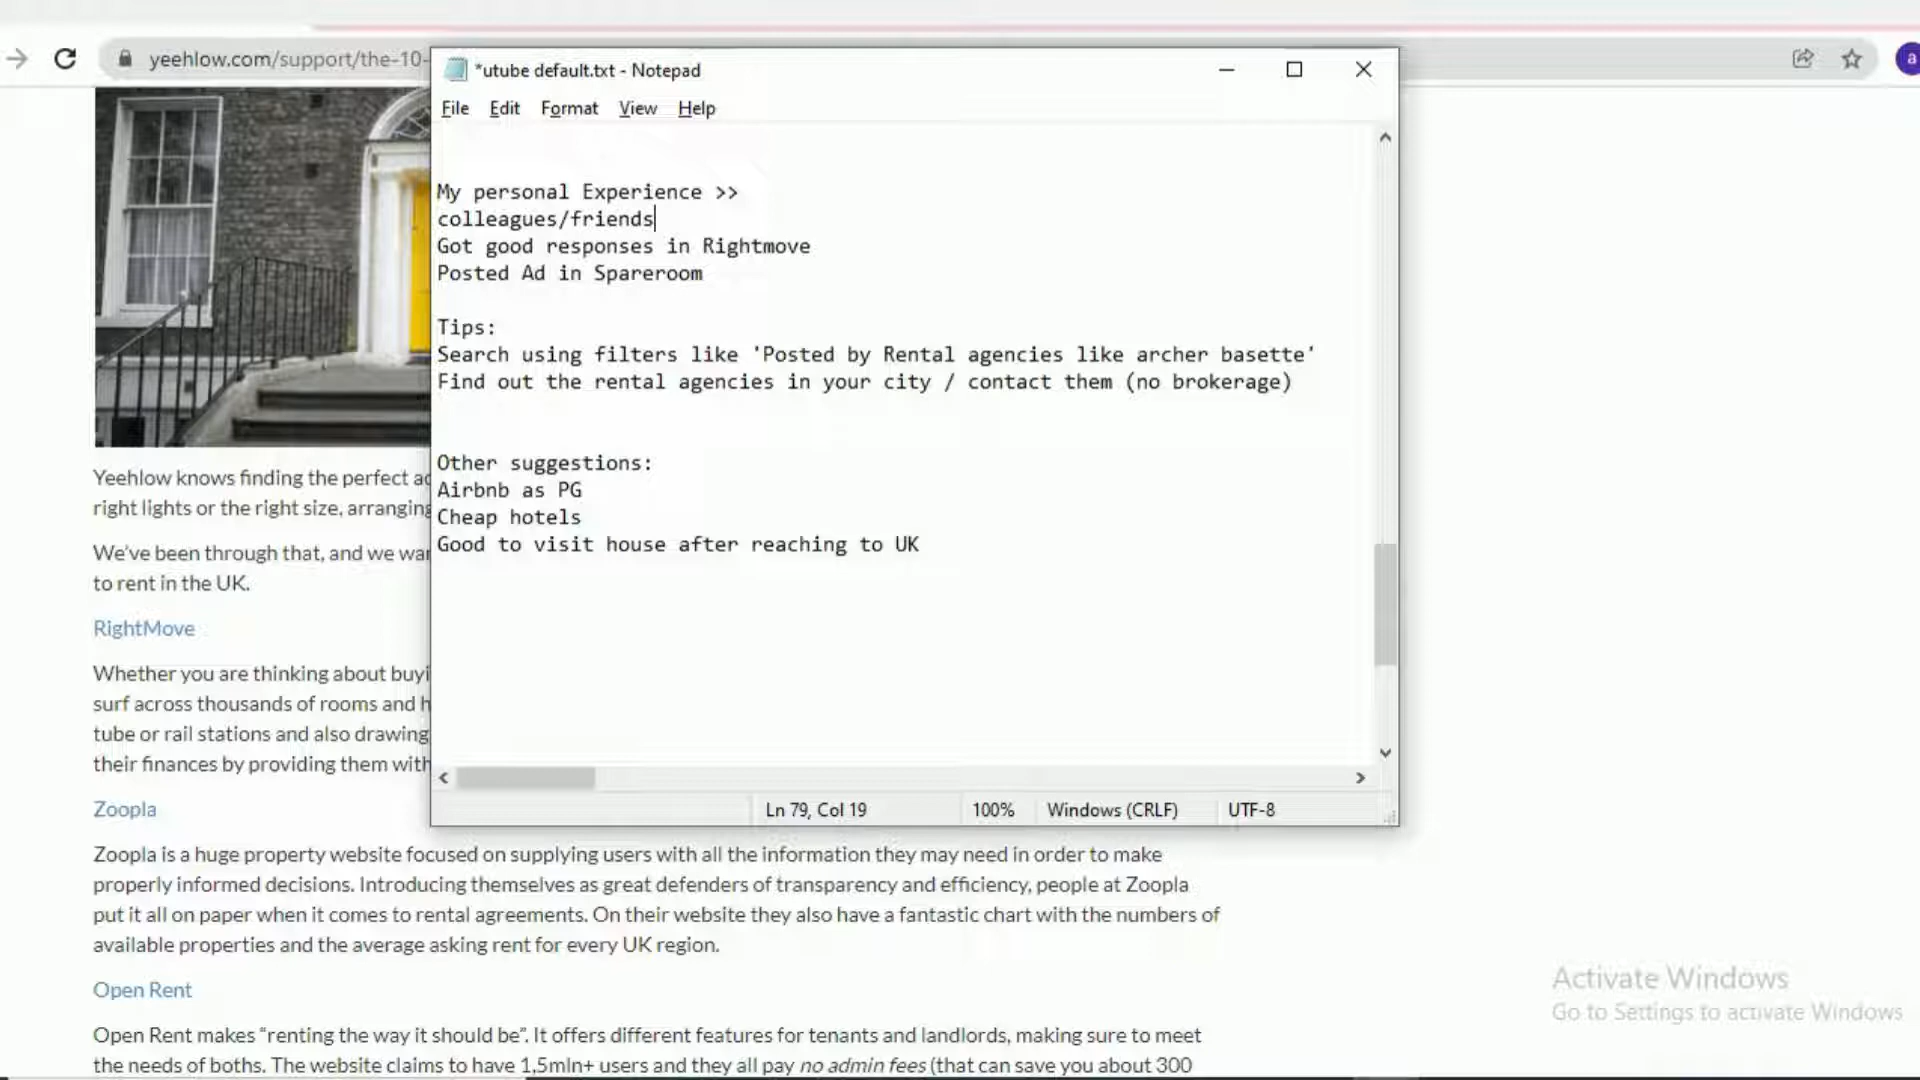 yeehlow.com/support/the-10-
a
*utube default.txt - Notepad
File Edit Format View Help
My personal Experience >>
colleagues/friends
Got good responses in Rightmove
Posted Ad in Spareroom
Tips:
Search using filters like 'Posted by Rental agencies like archer basette'
Find out the rental agencies in your city / contact them (no brokerage)
Other suggestions:
Airbnb as PG
Cheap hotels
Good to visit house after reaching to UK
Ln 79, Col 19 100% Windows (CRLF) UTF-8
Yeehlow knows finding the perfect
right lights or the right size, arranging
We've been through that, and we
to rent in the UK.
RightMove
Whether you are thinking about
surf across thousands of rooms and
tube or rail stations and also drawing
their finances by providing them with
Zoopla
Zoopla is a huge property website focused on supplying users with all the information they may need in order to make
properly informed decisions. Introducing themselves as great defenders of transparency and efficiency, people at Zoopla
put it all on paper when it comes to rental agreements. On their website they also have a fantastic chart with the numbers of
available properties and the average asking rent for every UK region.
Open Rent
Open Rent makes “renting the way it should be”. It offers different features for tenants and landlords, making sure to meet
the needs of boths. The website claims to have 1,5mln+ users and they all pay no admin fees (that can save you about 300
Activate Windows
Go to Settings to activate Windows